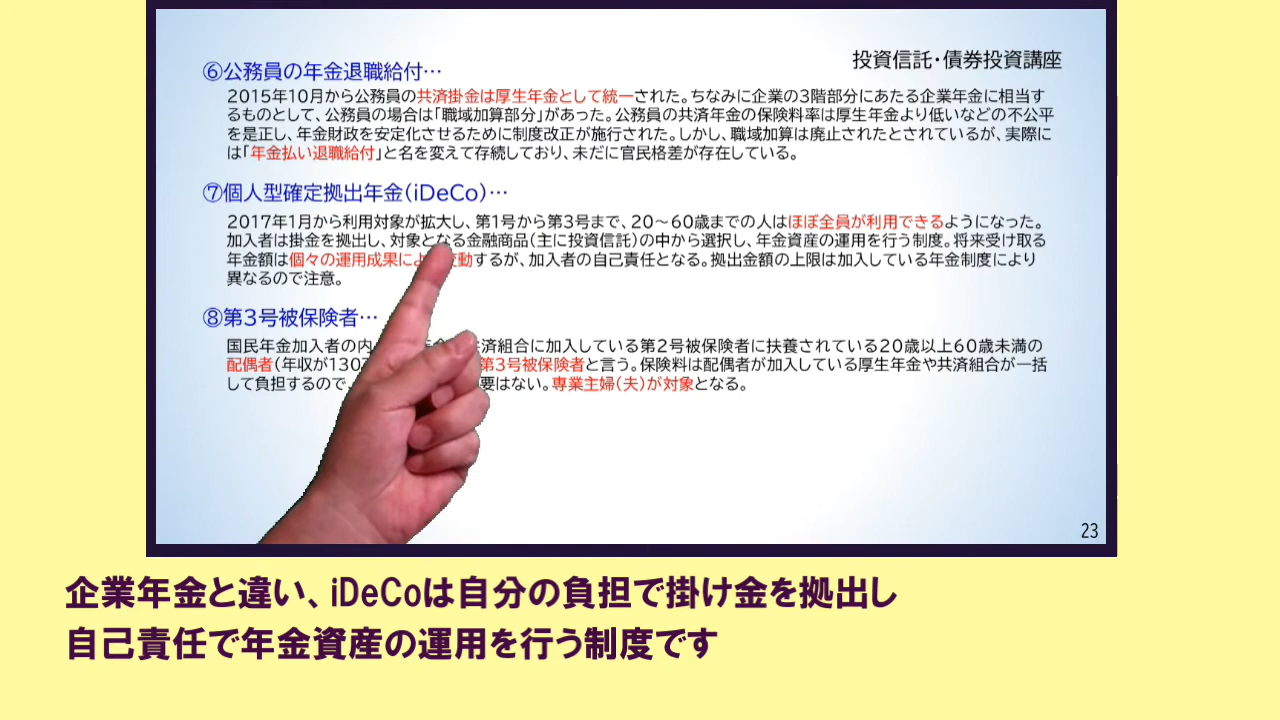 投資信託・債券投資講座
⑥公務員の年金退職給付…
2015年10月から公務員の共済掛金は厚生年金として統一された。ちなみに企業の3階部分にあたる企業年金に相当す
るものとして、公務員の場合は「職域加算部分」があった。公務員の共済年金の保険料率は厚生年金より低いなどの不公平
を是正し、年金財政を安定化させるために制度改正が施行された。しかし、職域加算は廃止されたとされているが、実際に
は「年金払い退職給付」と名を変えて存続しており、未だに官民格差が存在している。
⑦個人型確定拠出年金（iDeCo）…
2017年1月から利用対象が拡大し、第1号から第3号まで、20～60歳までの人はほぼ全員が利用できるようになった。
加入者は掛金を拠出し、対象となる金融商品（主に投資信託）の中から選択し、年金資産の運用を行う制度。将来受け取る
年金額は個々の運用成果によ変動するが、加入者の自己責任となる。拠出金額の上限は加入している年金制度により
異なるので注意。
⑧第3号被保険者…
国民年金加入者の内 済組合に加入している第2号被保険者に扶養されている20歳以上60歳未満の
配偶者（年収が130 第3号被保険者と言う。保険料は配偶者が加入している厚生年金や共済組合が一括
して負担するので、 要はない。専業主婦（夫）が対象となる。
23
企業年金と違い、iDeCoは自分の負担で掛け金を拠出し
自己責任で年金資産の運用を行う制度です